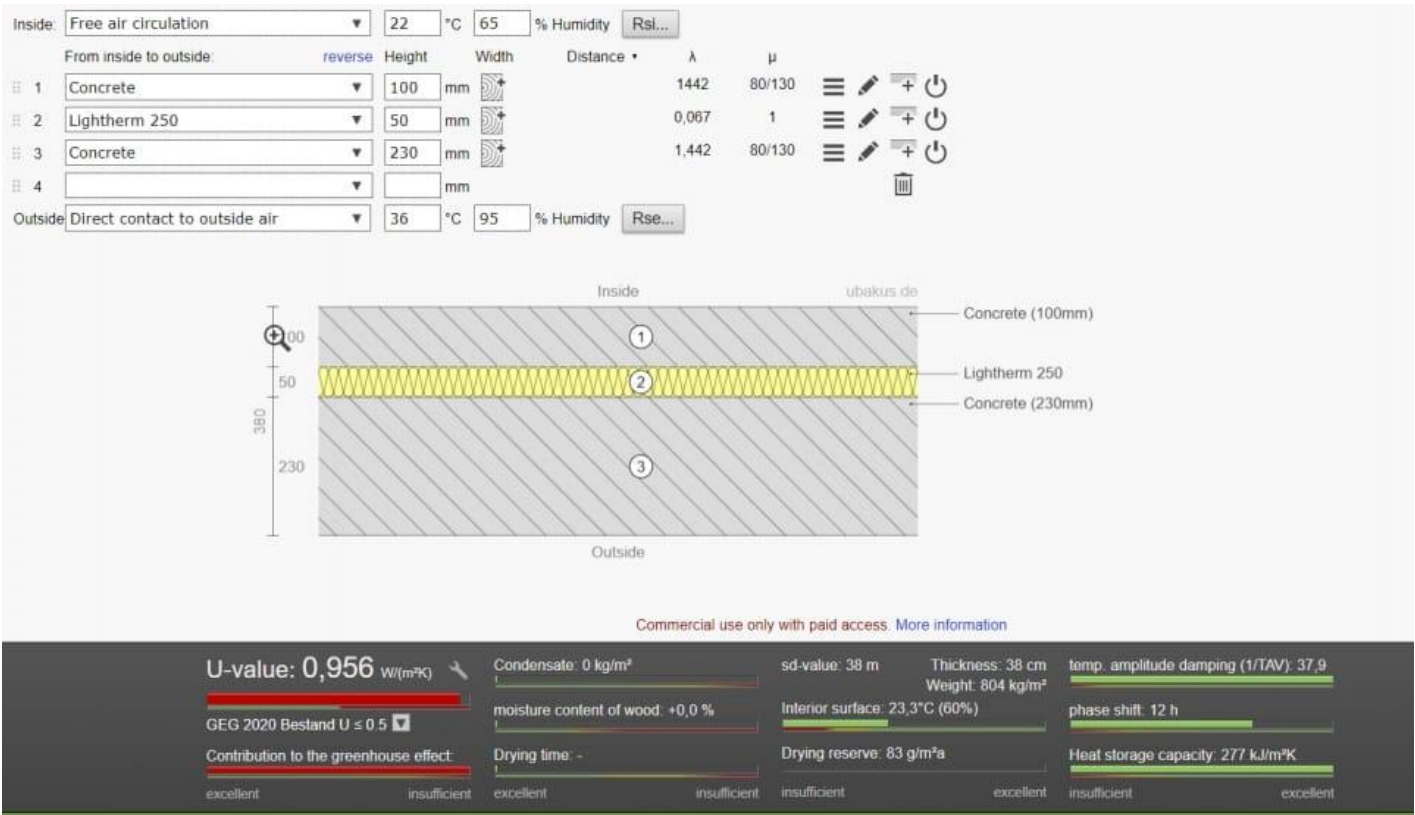 Inside: Free air circulation 22 °C 65 % Humidity Rsi...
From inside to outside: reverse Height Width Distance λ μ
1 Concrete 100 mm 1442 80/130
2 Lightherm 250 50 mm 0,067 1
3 Concrete 230 mm 1,442 80/130
4 mm
Outside Direct contact to outside air 36 °C 95 % Humidity Rse...
Inside ubakus.de
Concrete (100mm)
00 1
Lightherm 250
50 2
Concrete (230mm)
380
230 3
Outside
Commercial use only with paid access. More information
U-value: 0,956 W/(m²K) Condensate: 0 kg/m² sd-value: 38 m Thickness: 38 cm temp. amplitude damping (1/TAV): 37,9
Weight: 804 kg/m²
GEG 2020 Bestand U ≤ 0.5 moisture content of wood: +0,0 % Interior surface: 23,3°C (60%) phase shift: 12 h
Contribution to the greenhouse effect: Drying time: - Drying reserve: 83 g/m²a Heat storage capacity: 277 kJ/m²K
excellent insufficient excellent insufficient insufficient excellent insufficient excellent